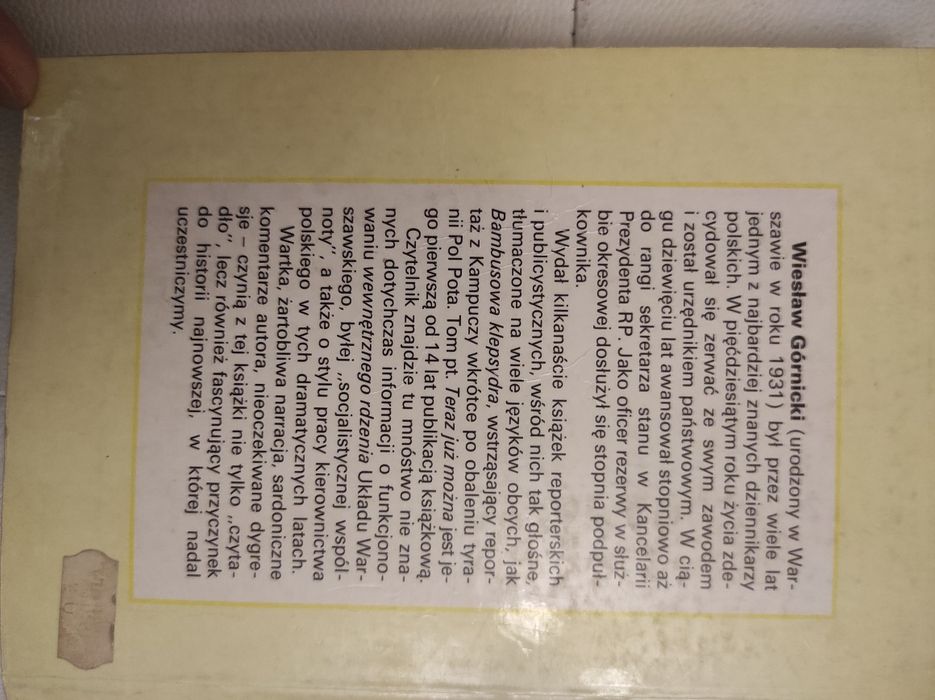 Wiesław Górnicki (urodzony w War-
szawie w roku 1931) był przez wiele lat
jednym z najbardziej znanych dziennikarzy
polskich. W pięćdziesiątym roku życia zde-
cydował się zerwać ze swym zawodem
i został urzędnikiem państwowym. W cią-
gu dziewięciu lat awansował stopniowo aż
do rangi sekretarza stanu w Kancelarii
Prezydenta RP. Jako oficer rezerwy w służ-
bie okresowej dosłużył się stopnia podpuł-
kownika.
Wydał kilkanaście książek reporterskich
i publicystycznych, wśród nich tak głośne,
tłumaczone na wiele języków obcych, jak
Bambusowa klepsydra, wstrząsający repor-
taż z Kampuczy wkrótce po obaleniu tyra-
nii Pol Pota. Tom pt. Teraz już można jest je-
go pierwszą od 14 lat publikacją książkową.
Czytelnik znajdzie tu mnóstwo nie zna-
nych dotychczas informacji o funkcjono-
waniu wewnętrznego rdzenia Układu War-
szawskiego, byłej „socjalistycznej wspól-
noty”, a także o stylu pracy kierownictwa
polskiego w tych dramatycznych latach.
Wartka, żartobliwa narracja, sardoniczne
komentarze autora, nieoczekiwane dygre-
sje – czynią z tej książki nie tylko „czyta-
dło”, lecz również fascynujący przyczynek
do historii najnowszej, w której nadal
uczestniczymy.